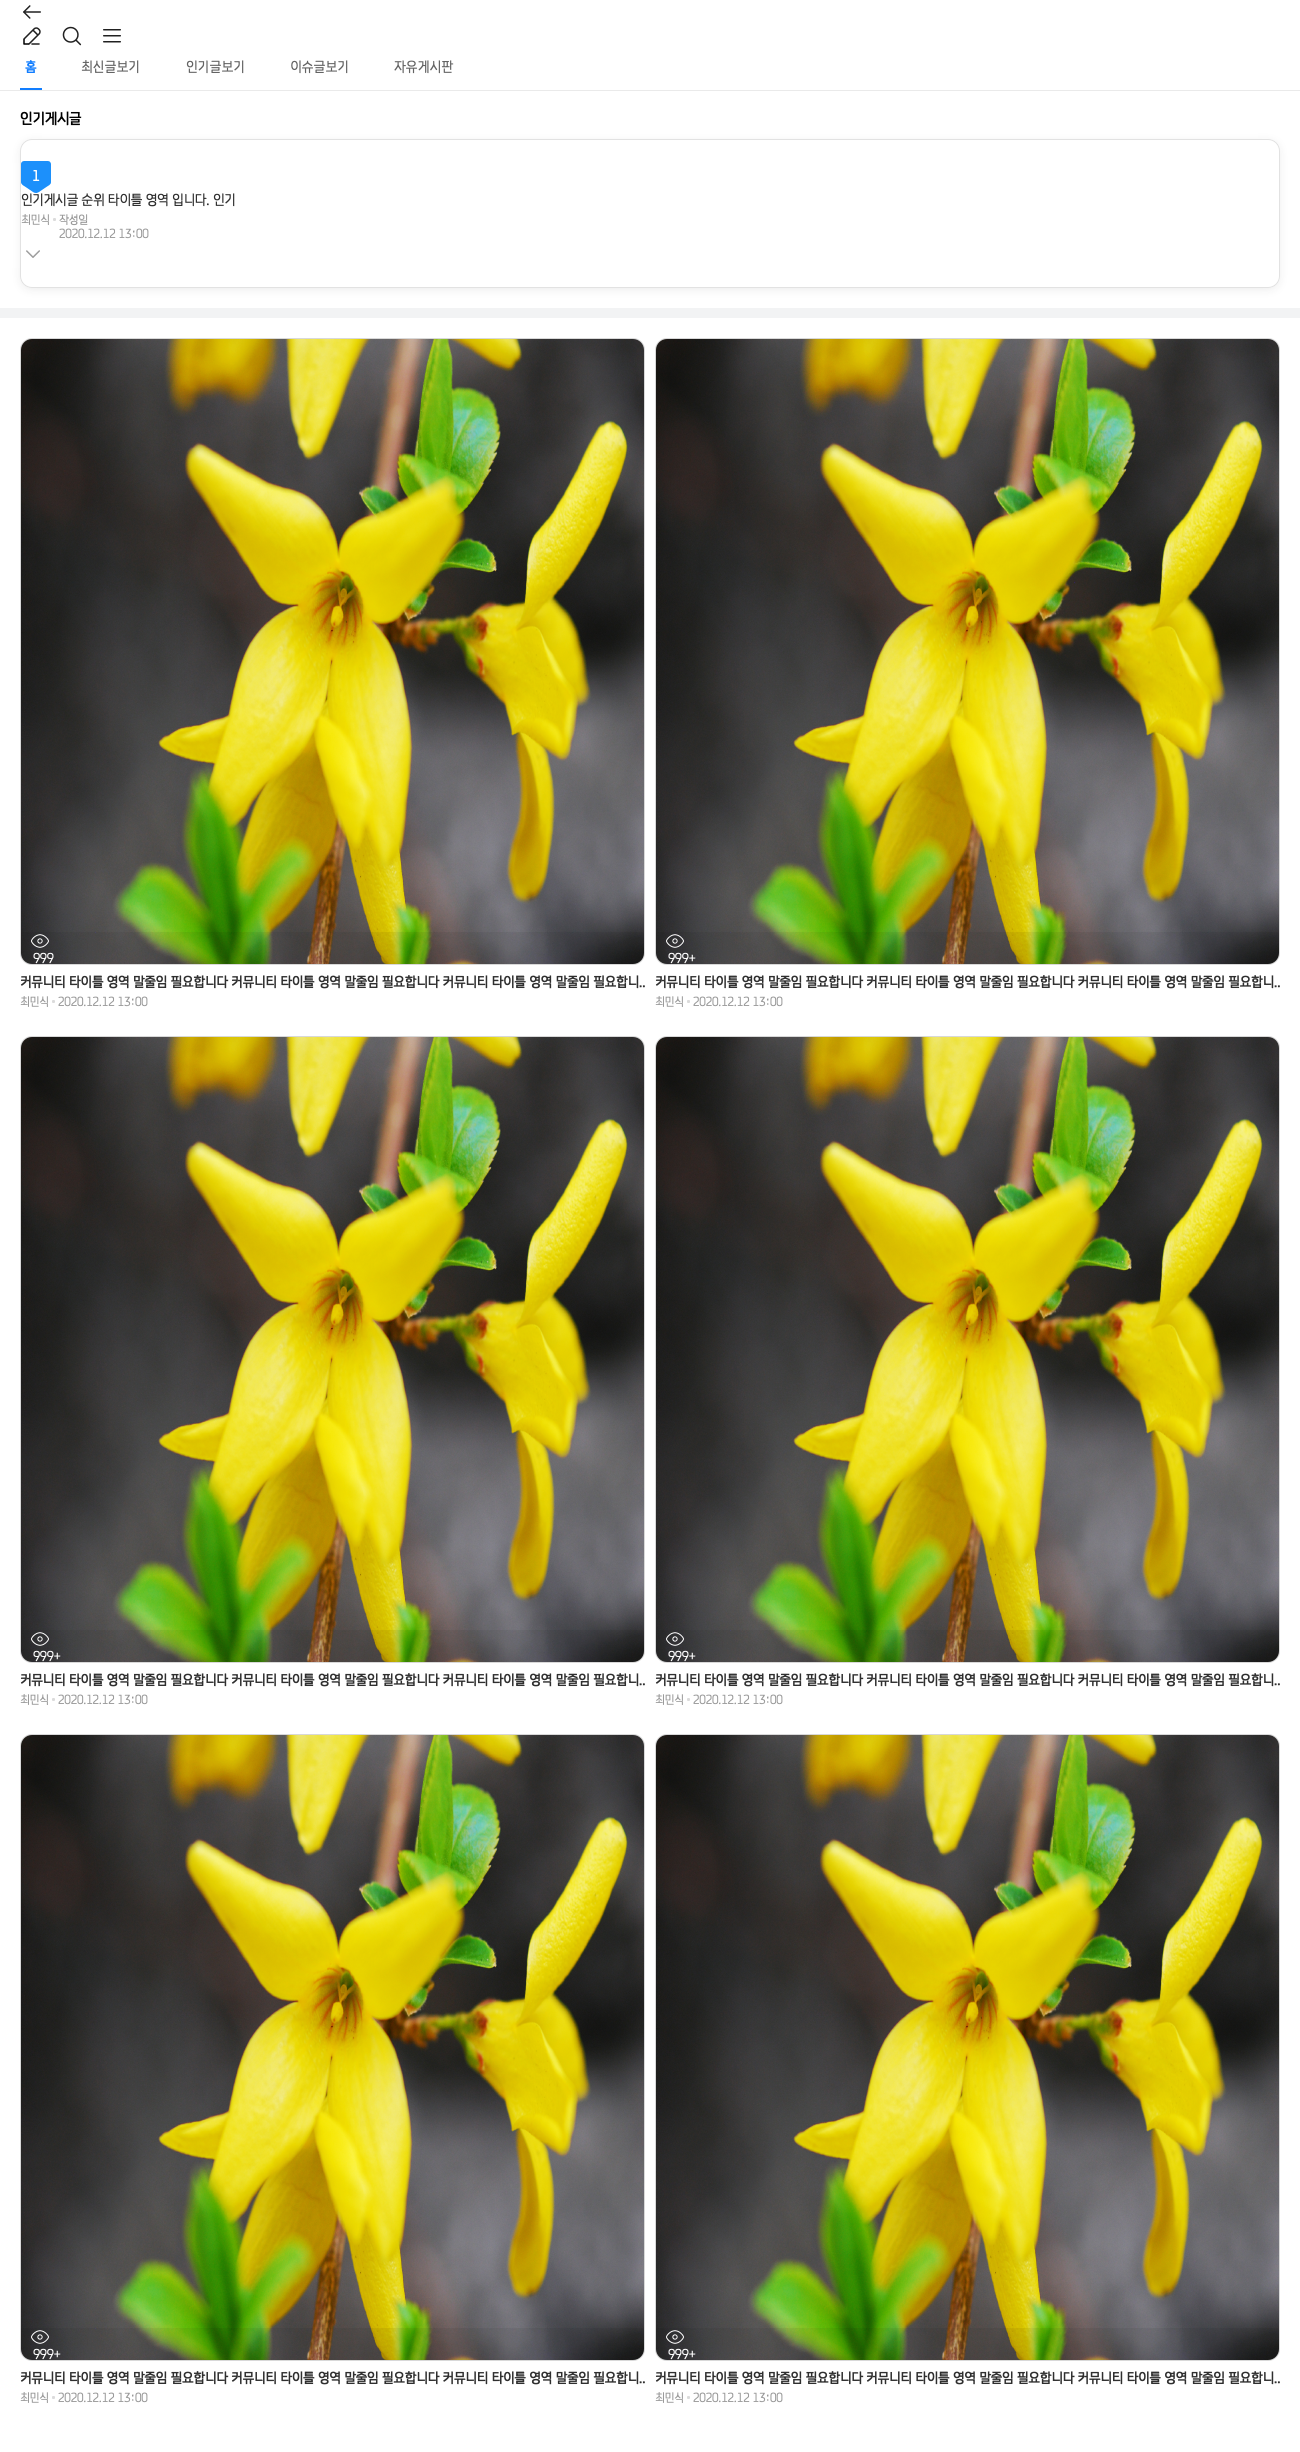 홈 최신글보기 인기글보기 이슈글보기 자유게시판
인기게시글
1
인기게시글 순위 타이틀 영역 입니다. 인기
최민식 작성일
2020.12.12 13:00
999
커뮤니티 타이틀 영역 말줄임 필요합니다 커뮤니티 타이틀 영역 말줄임 필요합니다 커뮤니티 타이틀 영역 말줄임 필요합니..
최민식 2020.12.12 13:00
999+
커뮤니티 타이틀 영역 말줄임 필요합니다 커뮤니티 타이틀 영역 말줄임 필요합니다 커뮤니티 타이틀 영역 말줄임 필요합니..
최민식 2020.12.12 13:00
999+
커뮤니티 타이틀 영역 말줄임 필요합니다 커뮤니티 타이틀 영역 말줄임 필요합니다 커뮤니티 타이틀 영역 말줄임 필요합니..
최민식 2020.12.12 13:00
999+
커뮤니티 타이틀 영역 말줄임 필요합니다 커뮤니티 타이틀 영역 말줄임 필요합니다 커뮤니티 타이틀 영역 말줄임 필요합니..
최민식 2020.12.12 13:00
999+
커뮤니티 타이틀 영역 말줄임 필요합니다 커뮤니티 타이틀 영역 말줄임 필요합니다 커뮤니티 타이틀 영역 말줄임 필요합니..
최민식 2020.12.12 13:00
999+
커뮤니티 타이틀 영역 말줄임 필요합니다 커뮤니티 타이틀 영역 말줄임 필요합니다 커뮤니티 타이틀 영역 말줄임 필요합니..
최민식 2020.12.12 13:00